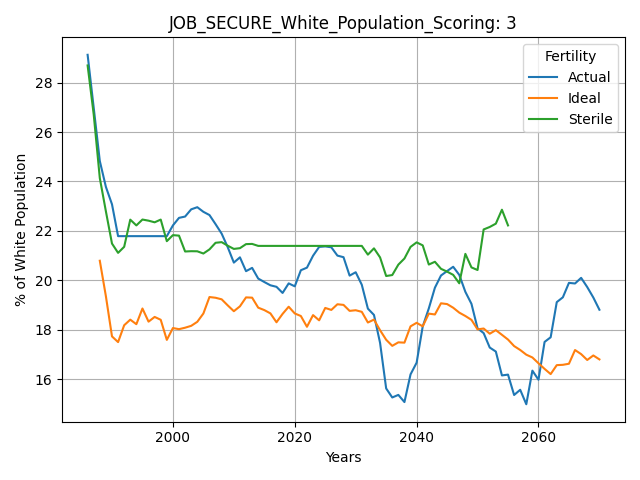 JOB_SECURE_White_Population_Scoring: 3
Fertility
Actual
Ideal
Sterile
% of White Population
28
26
24
22
20
18
16
2000
2020
2040
2060
Years